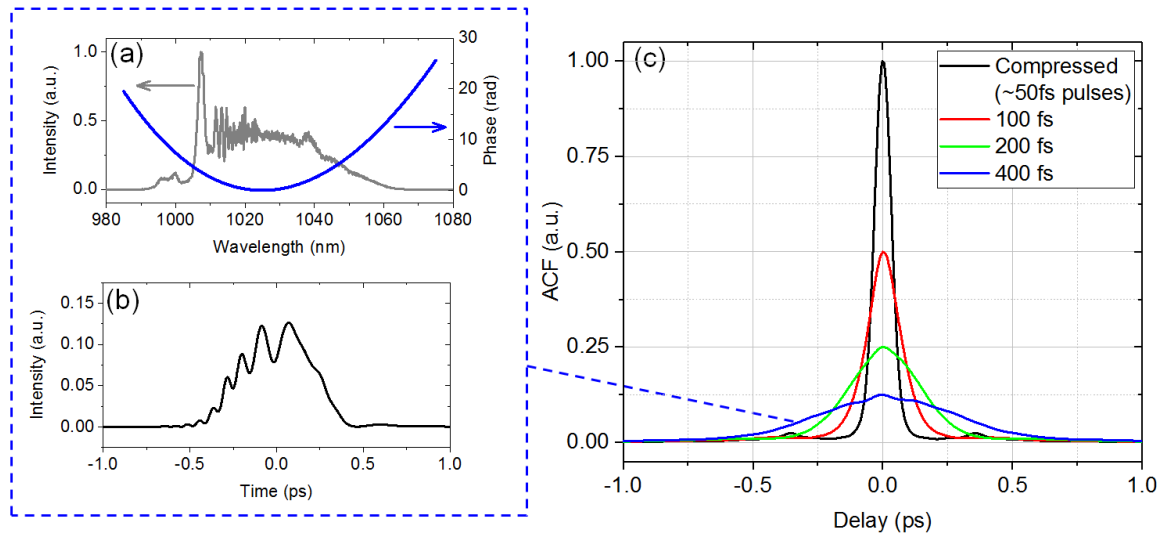 (a)
Intensity (a.u.)
1.0
0.5
0.0
30
20
10
0
Phase (rad)
980 1000 1020 1040 1060 1080
Wavelength (nm)
(b)
Intensity (a.u.)
0.15
0.10
0.05
0.00
-1.0 -0.5 0.0 0.5 1.0
Time (ps)
(c)
ACF (a.u.)
1.00
0.75
0.50
0.25
0.00
Compressed
(~50fs pulses)
100 fs
200 fs
400 fs
-1.0 -0.5 0.0 0.5 1.0
Delay (ps)